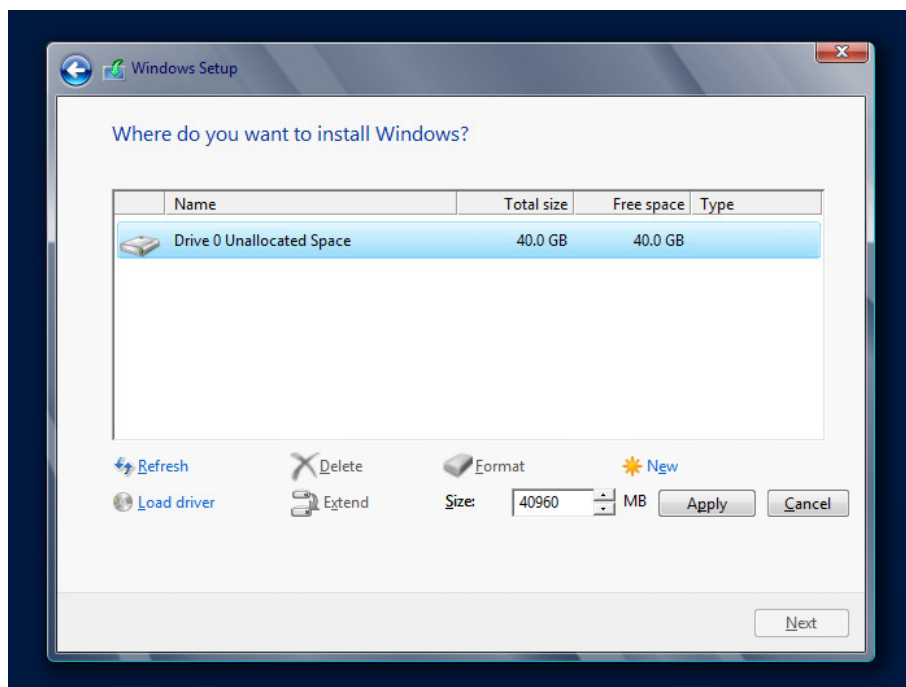 Windows Setup
Where do you want to install Windows?
Name Total size Free space Type
Drive 0 Unallocated Space 40.0 GB 40.0 GB
Refresh Delete Format New
Load driver Extend Size: 40960 MB Apply Cancel
Next